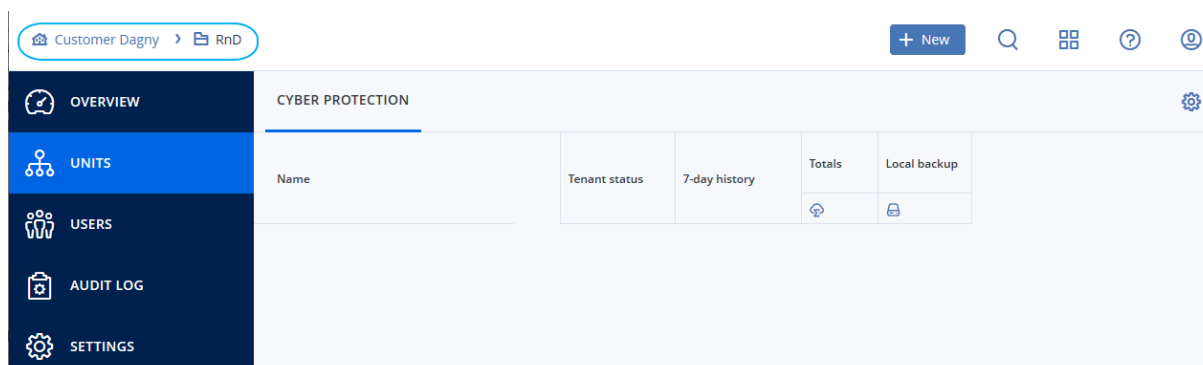 Customer Dagny > RnD
+ New
OVERVIEW
CYBER PROTECTION
UNITS
Name
Tenant status
7-day history
Totals
Local backup
USERS
AUDIT LOG
SETTINGS